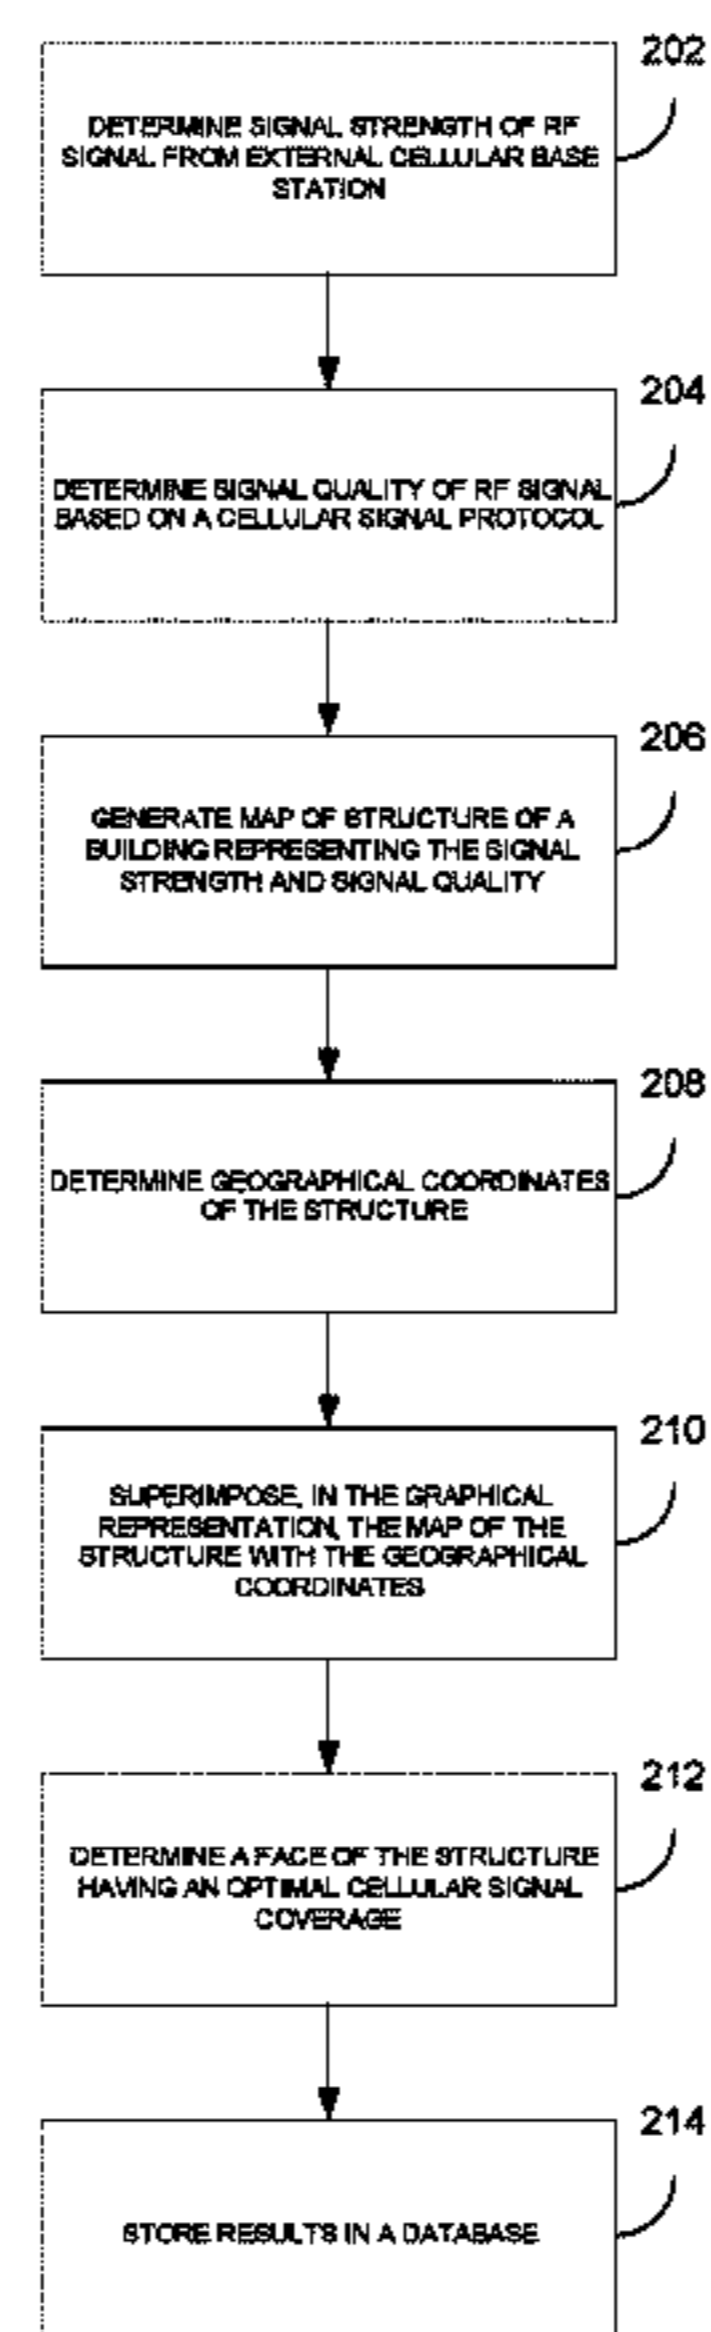 202
DETERMINE SIGNAL STRENGTH OF RF
SIGNAL FROM EXTERNAL CELLULAR BASE
STATION
204
DETERMINE SIGNAL QUALITY OF RF SIGNAL
BASED ON A CELLULAR SIGNAL PROTOCOL
206
GENERATE MAP OF STRUCTURE OF A
BUILDING REPRESENTING THE SIGNAL
STRENGTH AND SIGNAL QUALITY
208
DETERMINE GEOGRAPHICAL COORDINATES
OF THE STRUCTURE
210
SUPERIMPOSE, IN THE GRAPHICAL
REPRESENTATION, THE MAP OF THE
STRUCTURE WITH THE GEOGRAPHICAL
COORDINATES
212
DETERMINE A FACE OF THE STRUCTURE
HAVING AN OPTIMAL CELLULAR SIGNAL
COVERAGE
214
STORE RESULTS IN A DATABASE